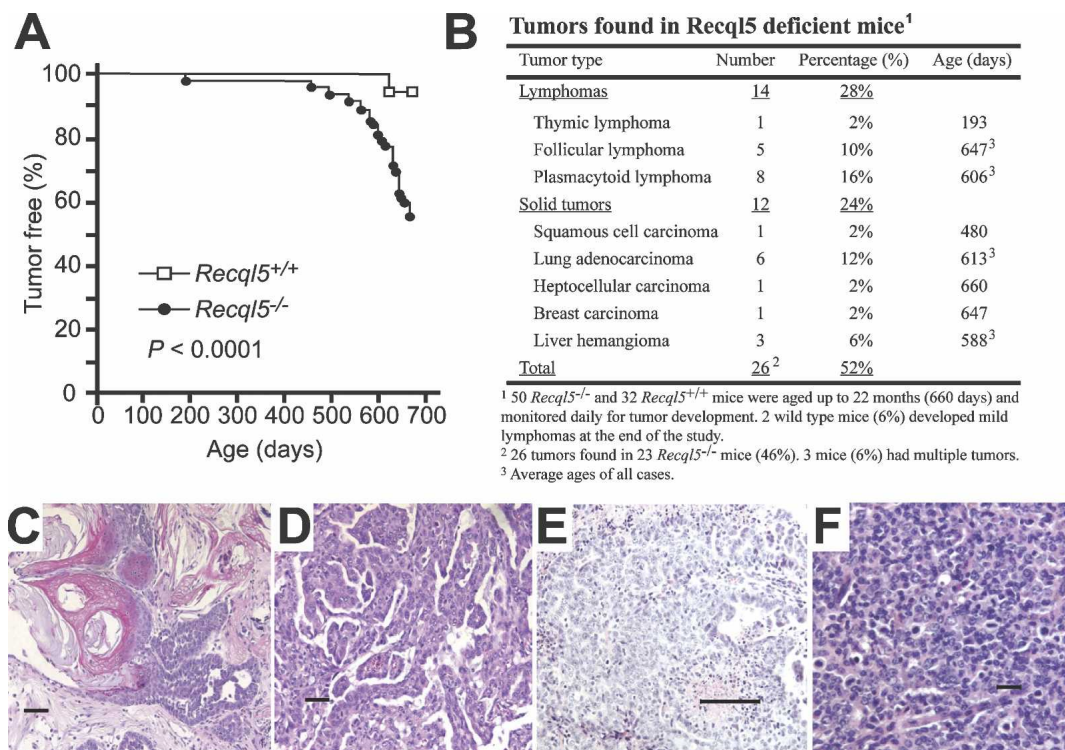 A
Tumor free (%)
100
80
60
40
20
0
Recql5+/+
Recql5-/-
P < 0.0001
0 100 200 300 400 500 600 700
Age (days)
B
Tumors found in Recql5 deficient mice¹
Tumor type Number Percentage (%) Age (days)
Lymphomas 14 28%
Thymic lymphoma 1 2% 193
Follicular lymphoma 5 10% 647³
Plasmacytoid lymphoma 8 16% 606³
Solid tumors 12 24%
Squamous cell carcinoma 1 2% 480
Lung adenocarcinoma 6 12% 613³
Heptocellular carcinoma 1 2% 660
Breast carcinoma 1 2% 647
Liver hemangioma 3 6% 588³
Total 26² 52%
¹ 50 Recql5-/- and 32 Recql5+/+ mice were aged up to 22 months (660 days) and
monitored daily for tumor development. 2 wild type mice (6%) developed mild
lymphomas at the end of the study.
² 26 tumors found in 23 Recql5-/- mice (46%). 3 mice (6%) had multiple tumors.
³ Average ages of all cases.
C
D
E
F